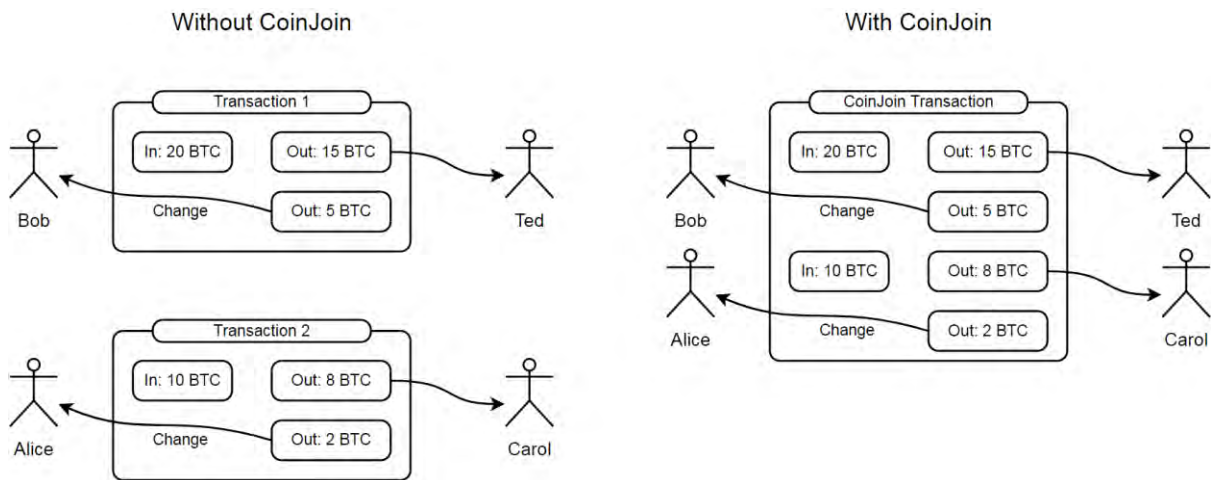 Without CoinJoin
Transaction 1
In: 20 BTC
Out: 15 BTC
Change
Out: 5 BTC
Bob
Ted
Transaction 2
In: 10 BTC
Out: 8 BTC
Change
Out: 2 BTC
Alice
Carol
With CoinJoin
CoinJoin Transaction
In: 20 BTC
Out: 15 BTC
Bob
Change
Out: 5 BTC
Ted
In: 10 BTC
Out: 8 BTC
Alice
Change
Out: 2 BTC
Carol